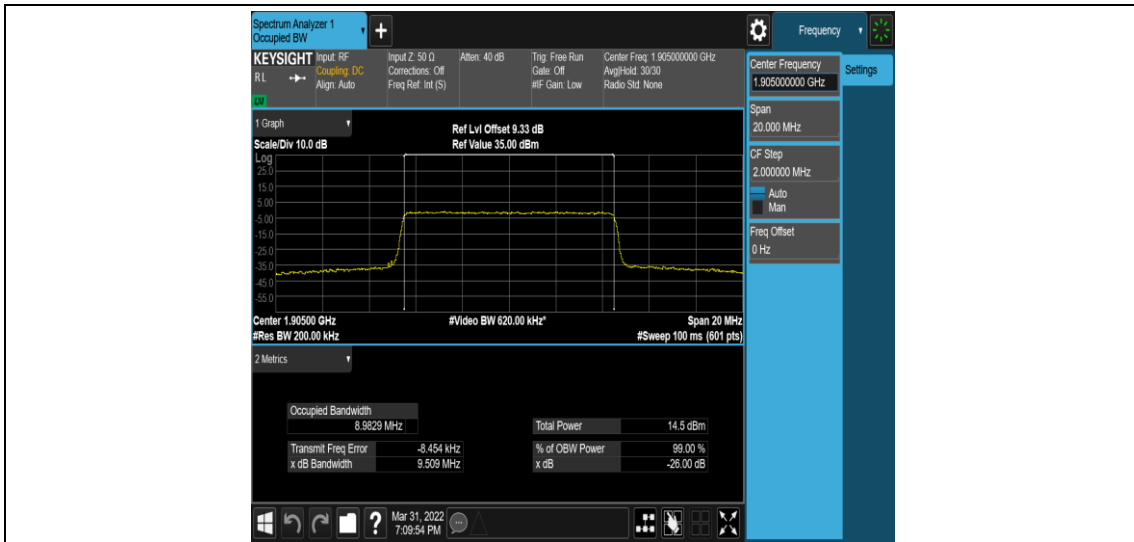 Spectrum Analyzer 1
Occupied BW
+
Frequency
KEYSIGHT
RL
LXI
Input: RF
Coupling: DC
Align: Auto
Input Z: 50 Ω
Corrections: Off
Freq Ref: Int (S)
Atten: 40 dB
Trig: Free Run
Gate: Off
#IF Gain: Low
Center Freq: 1.905000000 GHz
Avg|Hold: 30/30
Radio Std: None
Center Frequency
1.905000000 GHz
Settings
Span
20.000 MHz
CF Step
2.000000 MHz
Auto
Man
Freq Offset
0 Hz
1 Graph
Ref Lvl Offset 9.33 dB
Scale/Div 10.0 dB
Ref Value 35.00 dBm
Log
25.0
15.0
5.00
-5.00
-15.0
-25.0
-35.0
-45.0
-55.0
Center 1.90500 GHz
#Video BW 620.00 kHz*
Span 20 MHz
#Res BW 200.00 kHz
#Sweep 100 ms (601 pts)
2 Metrics
Occupied Bandwidth
8.9829 MHz
Total Power 14.5 dBm
Transmit Freq Error -8.454 kHz
% of OBW Power 99.00 %
x dB Bandwidth 9.509 MHz
x dB -26.00 dB
?
Mar 31, 2022
7:09:54 PM